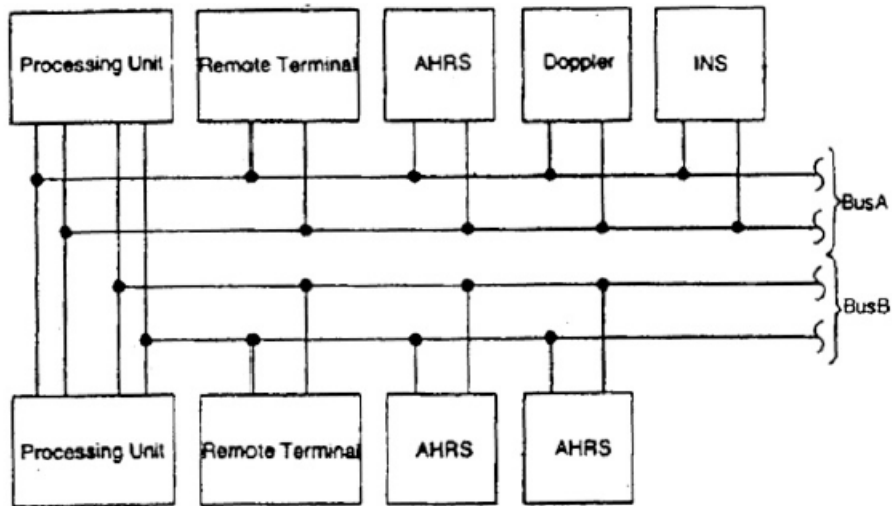 Processing Unit
Remote Terminal
AHRS
Doppler
INS
BusA
BusB
Processing Unit
Remote Terminal
AHRS
AHRS